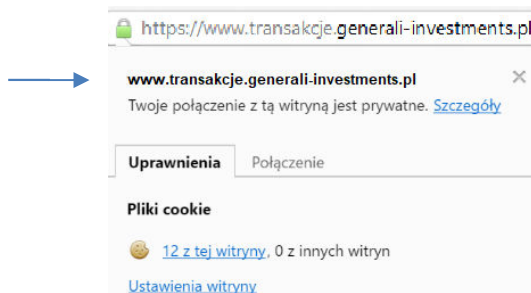 https://www.transakcje.generali-investments.pl
www.transakcje.generali-investments.pl
Twoje połączenie z tą witryną jest prywatne. Szczegóły
Uprawnienia Połączenie
Pliki cookie
12 z tej witryny, 0 z innych witryn
Ustawienia witryny